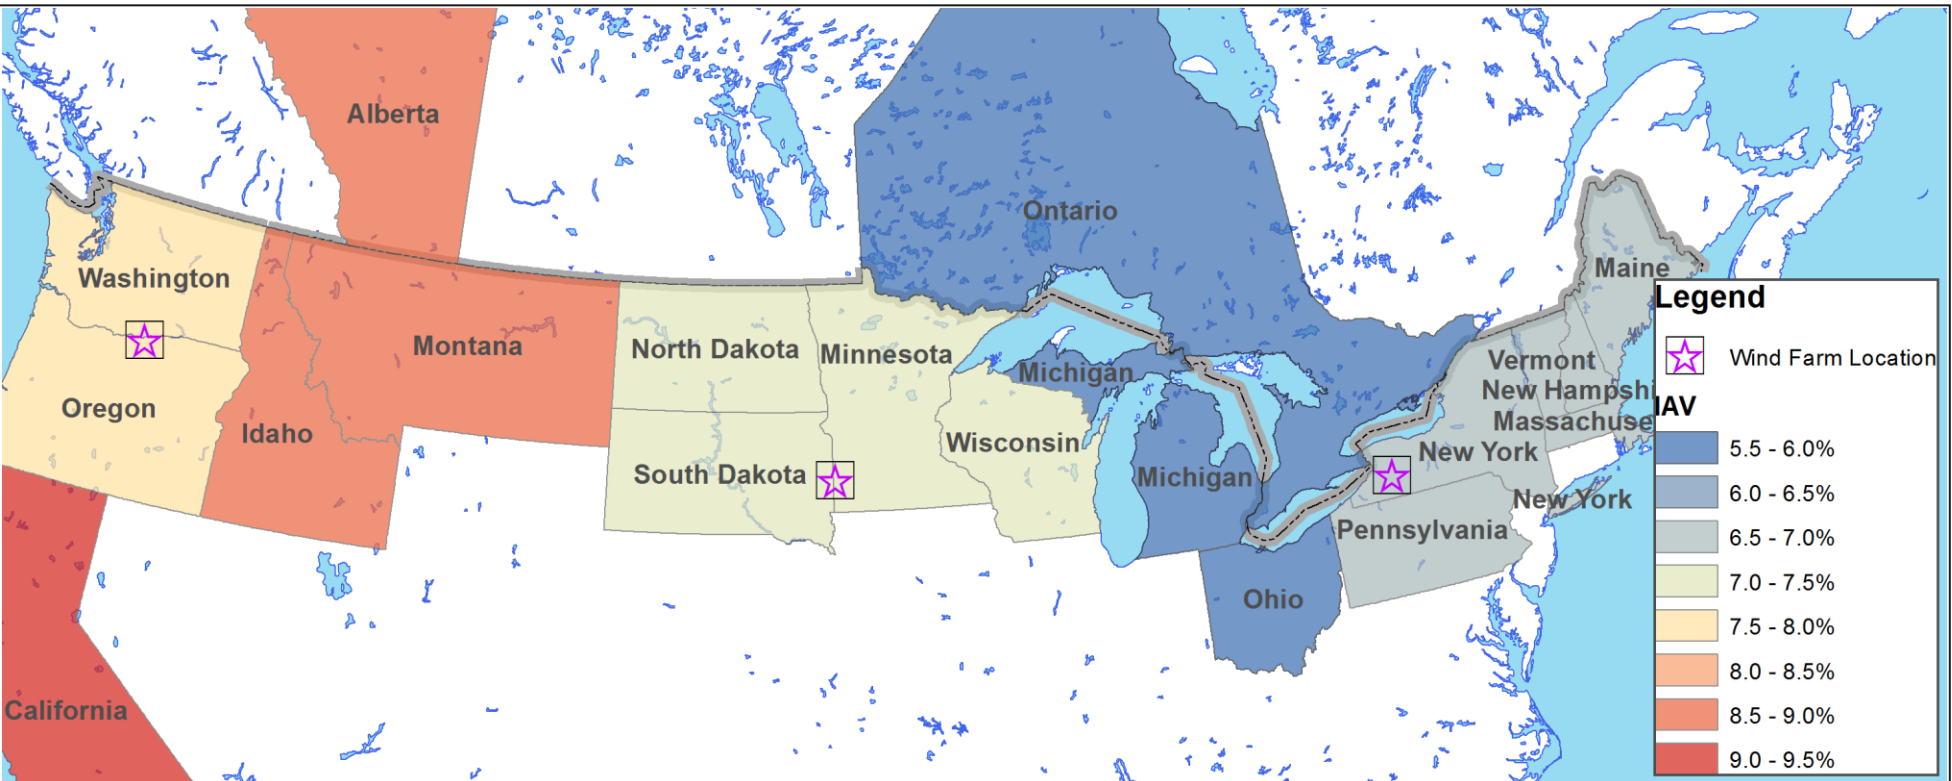 Alberta
Ontario
Maine
Washington
Legend
Wind Farm Location
North Dakota
Minnesota
Montana
Michigan
Vermont
New Hampshi
IAV
Oregon
Idaho
Massachuse
Wisconsin
New York
5.5 - 6.0%
South Dakota
Michigan
6.0 - 6.5%
New York
Pennsylvania
6.5 - 7.0%
7.0 - 7.5%
Ohio
7.5 - 8.0%
8.0 - 8.5%
California
8.5 - 9.0%
9.0 - 9.5%